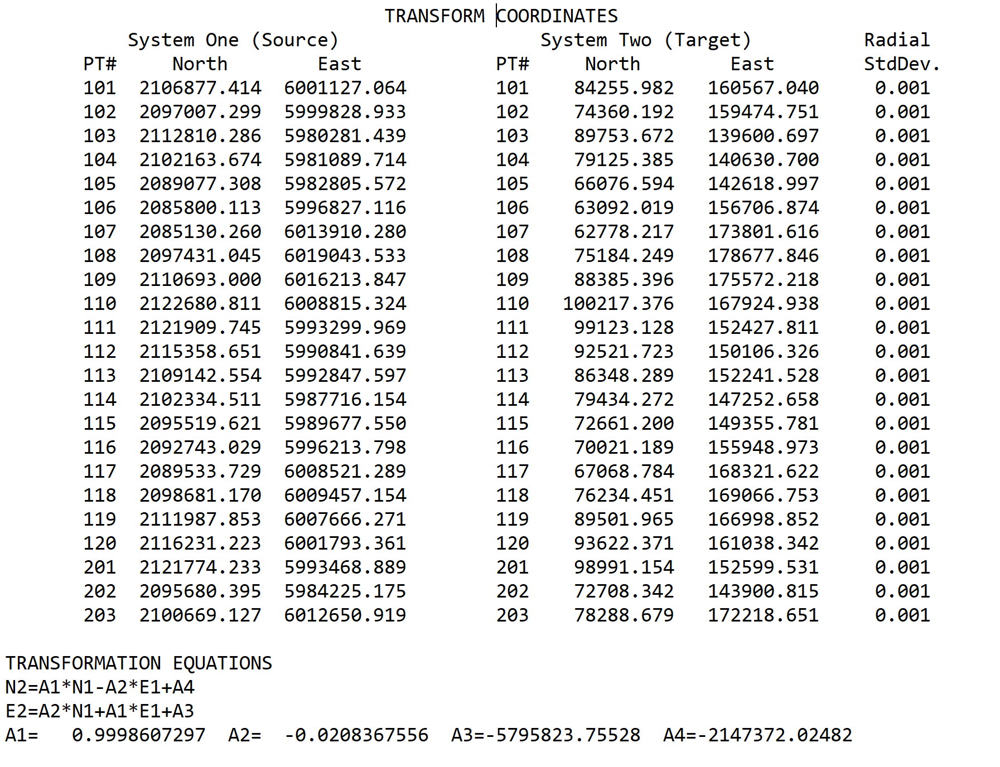 TRANSFORM COORDINATES
System One (Source) System Two (Target) Radial
PT# North East PT# North East StdDev.
101 2106877.414 6001127.064 101 84255.982 160567.040 0.001
102 2097007.299 5999828.933 102 74360.192 159474.751 0.001
103 2112810.286 5980281.439 103 89753.672 139600.697 0.001
104 2102163.674 5981089.714 104 79125.385 140630.700 0.001
105 2089077.308 5982805.572 105 66076.594 142618.997 0.001
106 2085800.113 5996827.116 106 63092.019 156706.874 0.001
107 2085130.260 6013910.280 107 62778.217 173801.616 0.001
108 2097431.045 6019043.533 108 75184.249 178677.846 0.001
109 2110693.000 6016213.847 109 88385.396 175572.218 0.001
110 2122680.811 6008815.324 110 100217.376 167924.938 0.001
111 2121909.745 5993299.969 111 99123.128 152427.811 0.001
112 2115358.651 5990841.639 112 92521.723 150106.326 0.001
113 2109142.554 5992847.597 113 86348.289 152241.528 0.001
114 2102334.511 5987716.154 114 79434.272 147252.658 0.001
115 2095519.621 5989677.550 115 72661.200 149355.781 0.001
116 2092743.029 5996213.798 116 70021.189 155948.973 0.001
117 2089533.729 6008521.289 117 67068.784 168321.622 0.001
118 2098681.170 6009457.154 118 76234.451 169066.753 0.001
119 2111987.853 6007666.271 119 89501.965 166998.852 0.001
120 2116231.223 6001793.361 120 93622.371 161038.342 0.001
201 2121774.233 5993468.889 201 98991.154 152599.531 0.001
202 2095680.395 5984225.175 202 72708.342 143900.815 0.001
203 2100669.127 6012650.919 203 78288.679 172218.651 0.001
TRANSFORMATION EQUATIONS
N2=A1*N1-A2*E1+A4
E2=A2*N1+A1*E1+A3
A1= 0.9998607297 A2= -0.0208367556 A3=-5795823.75528 A4=-2147372.02482